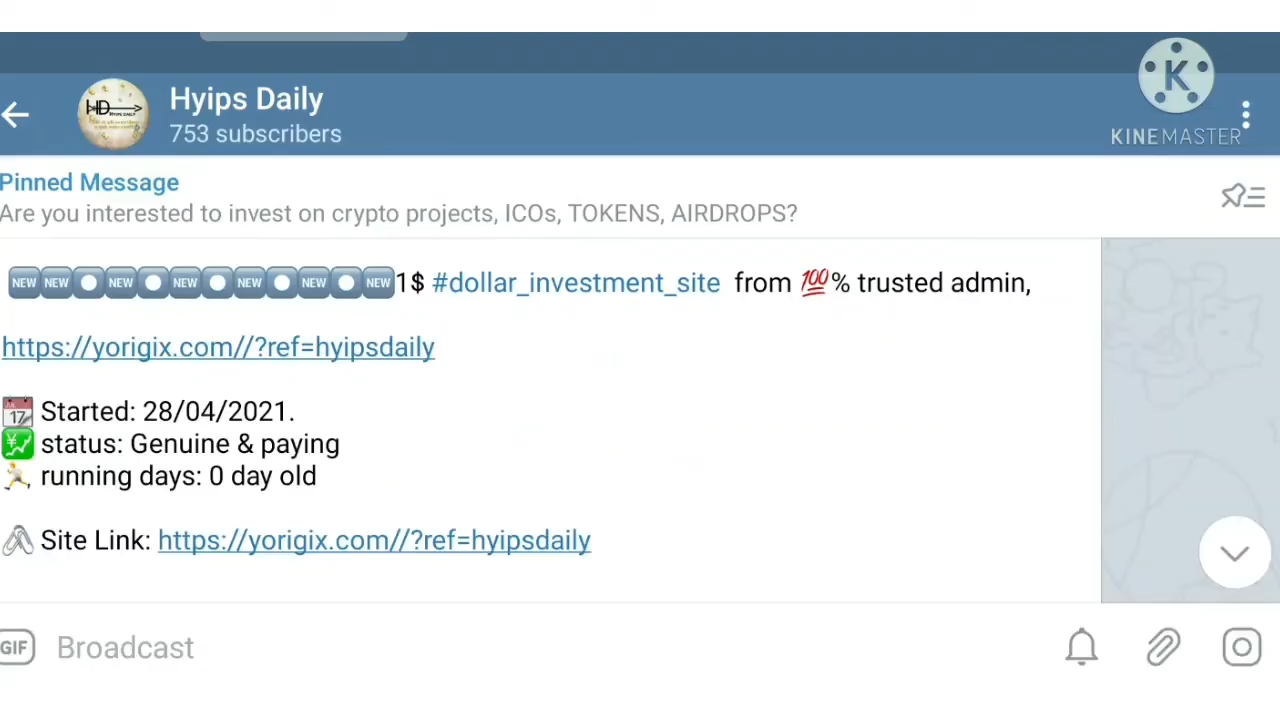 Hyips Daily
753 subscribers
K
KINEMASTER
Pinned Message
Are you interested to invest on crypto projects, ICOs, TOKENS, AIRDROPS?
NEW NEW NEW NEW NEW NEW NEW 1$ #dollar_investment_site from 💯% trusted admin,
https://yorigix.com//?ref=hyipsdaily
17 Started: 28/04/2021.
status: Genuine & paying
running days: 0 day old
Site Link: https://yorigix.com//?ref=hyipsdaily
GIF Broadcast